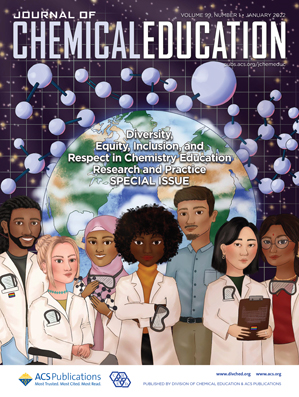 JOURNAL OF
CHEMICAL EDUCATION
VOLUME 99, NUMBER 1 | JANUARY 2022
pubs.acs.org/jchemeduc
Diversity,
Equity, Inclusion, and
Respect in Chemistry Education
Research and Practice
SPECIAL ISSUE
ACS Publications
Most Trusted. Most Cited. Most Read.
www.divched.org www.acs.org
PUBLISHED BY DIVISION OF CHEMICAL EDUCATION & ACS PUBLICATIONS